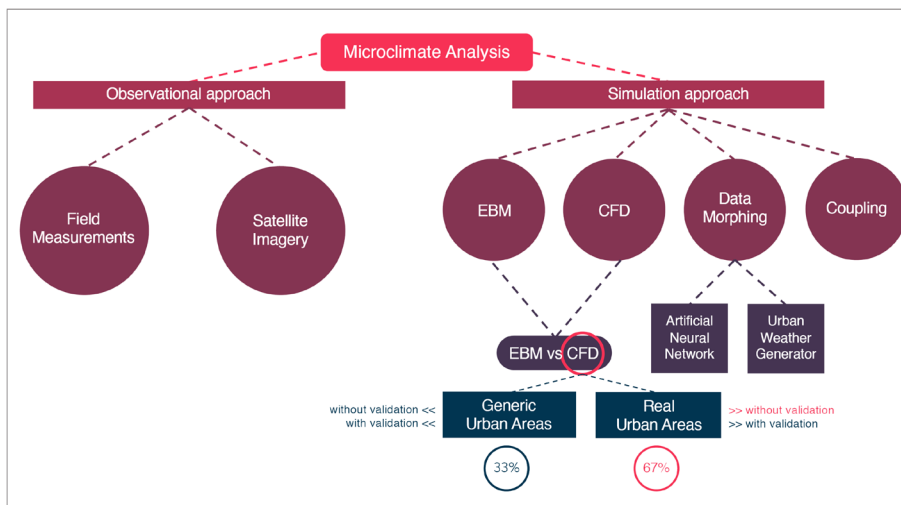 Microclimate Analysis
Observational approach
Simulation approach
Field
Measurements
Satellite
Imagery
EBM
CFD
Data
Morphing
Coupling
Artificial
Neural
Network
Urban
Weather
Generator
EBM vs CFD
without validation <<
with validation <<
Generic
Urban Areas
Real
Urban Areas
>> without validation
>> with validation
33%
67%